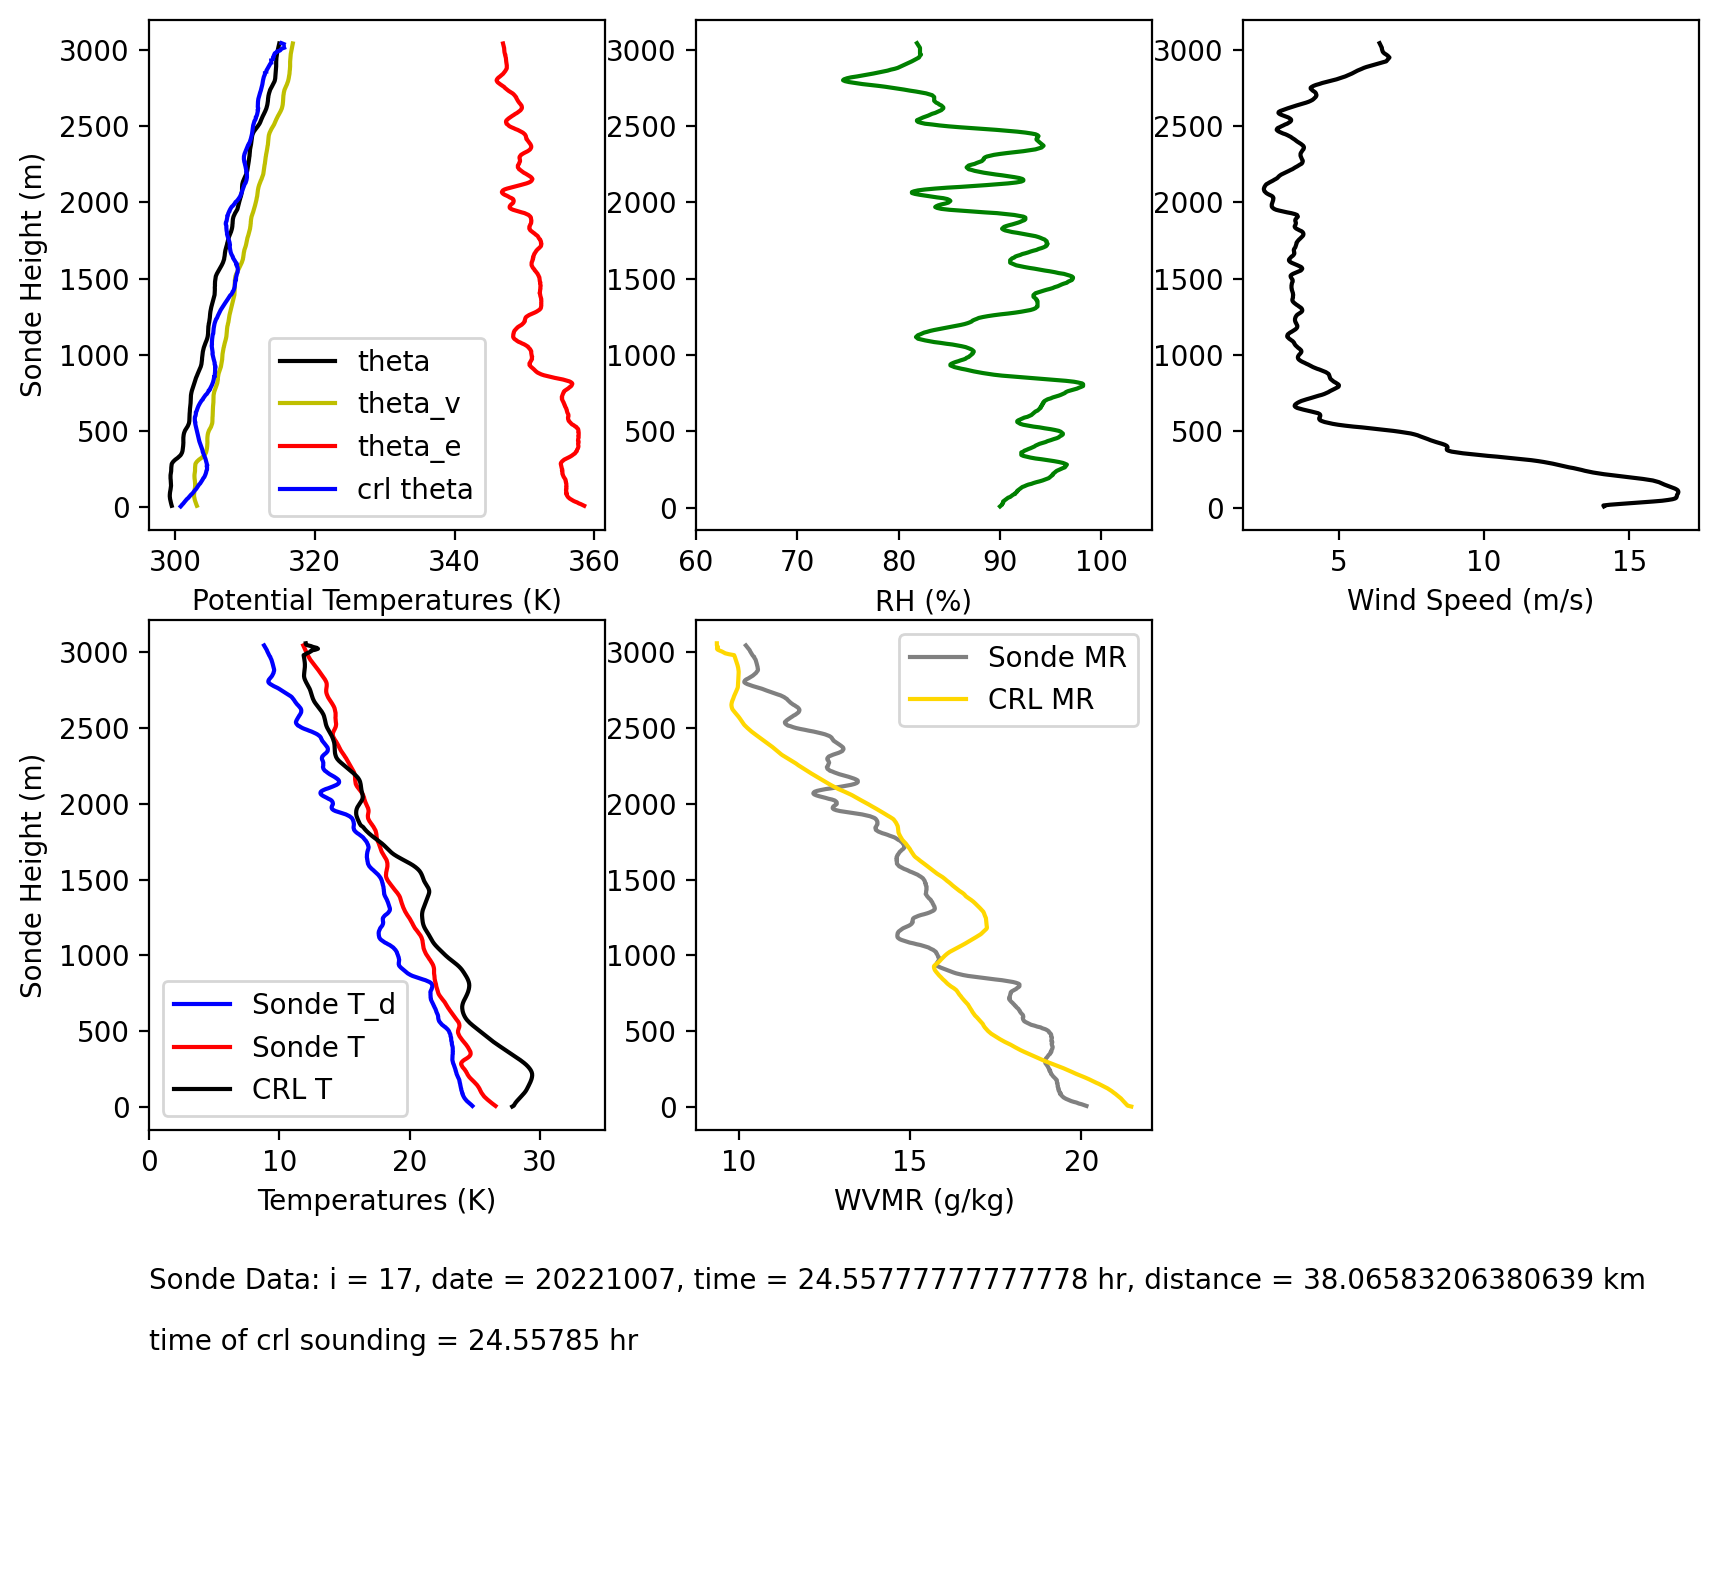 3000
2500
2000
1500
1000
500
0
Sonde Height (m)
theta
theta_v
theta_e
crl theta
300 320 340 360
Potential Temperatures (K)
3000
2500
2000
1500
1000
500
0
60 70 80 90 100
RH (%)
3000
2500
2000
1500
1000
500
0
5 10 15
Wind Speed (m/s)
3000
2500
2000
1500
1000
500
0
Sonde Height (m)
Sonde T_d
Sonde T
CRL T
0 10 20 30
Temperatures (K)
3000
2500
2000
1500
1000
500
0
Sonde MR
CRL MR
10 15 20
WVMR (g/kg)
Sonde Data: i = 17, date = 20221007, time = 24.55777777777778 hr, distance = 38.06583206380639 km
time of crl sounding = 24.55785 hr